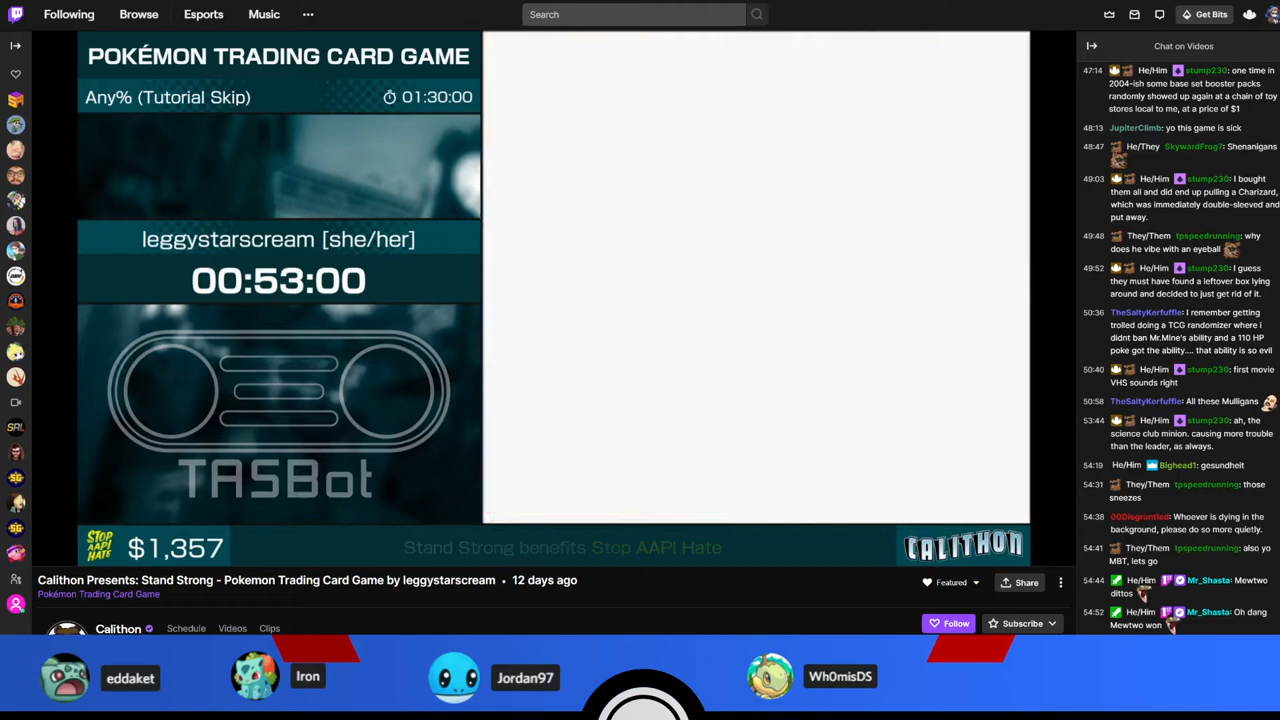 Following
Browse
Esports
Music
Search
Get Bits
POKÉMON TRADING CARD GAME
Any% (Tutorial Skip)
01:30:00
leggystarscream [she/her]
00:53:00
TASBot
STOP AAPI HATE
$1,357
Stand Strong benefits Stop AAPI Hate
CALITHON
Calithon Presents: Stand Strong - Pokemon Trading Card Game by leggystarscream • 12 days ago
Pokémon Trading Card Game
Featured
Share
Calithon
Schedule
Videos
Clips
Follow
Subscribe
SRL
SG
SG
Chat on Videos
47:14 He/Him stump230: one time in
2004-ish some base set booster packs
randomly showed up again at a chain of toy
stores local to me, at a price of $1
48:13 JupiterClimb: yo this game is sick
48:47 He/They SkywardFrog7: Shenanigans
49:03 He/Him stump230: I bought
them all and did end up pulling a Charizard,
which was immediately double-sleeved and
put away.
49:48 They/Them tpspeedrunning: why
does he vibe with an eyeball
49:52 He/Him stump230: I guess
they must have found a leftover box lying
around and decided to just get rid of it.
50:36 TheSaltyKerfuffle: I remember getting
trolled doing a TCG randomizer where i
didnt ban Mr.Mine's ability and a 110 HP
poke got the ability.... that ability is so evil
50:40 He/Him stump230: first movie
VHS sounds right
50:58 TheSaltyKerfuffle: All these Mulligans
53:44 He/Him stump230: ah, the
science club minion. causing more trouble
than the leader, as always.
54:19 He/Him Bighead1: gesundheit
54:31 They/Them tpspeedrunning: those
sneezes
54:38 00Disgruntled: Whoever is dying in the
background, please do so more quietly.
54:41 They/Them tpspeedrunning: also yo
MBT, lets go
54:44 He/Him Mr_Shasta: Mewtwo
dittos
54:52 He/Him Mr_Shasta: Oh dang
Mewtwo won
eddaket
Iron
Jordan97
Wh0misDS